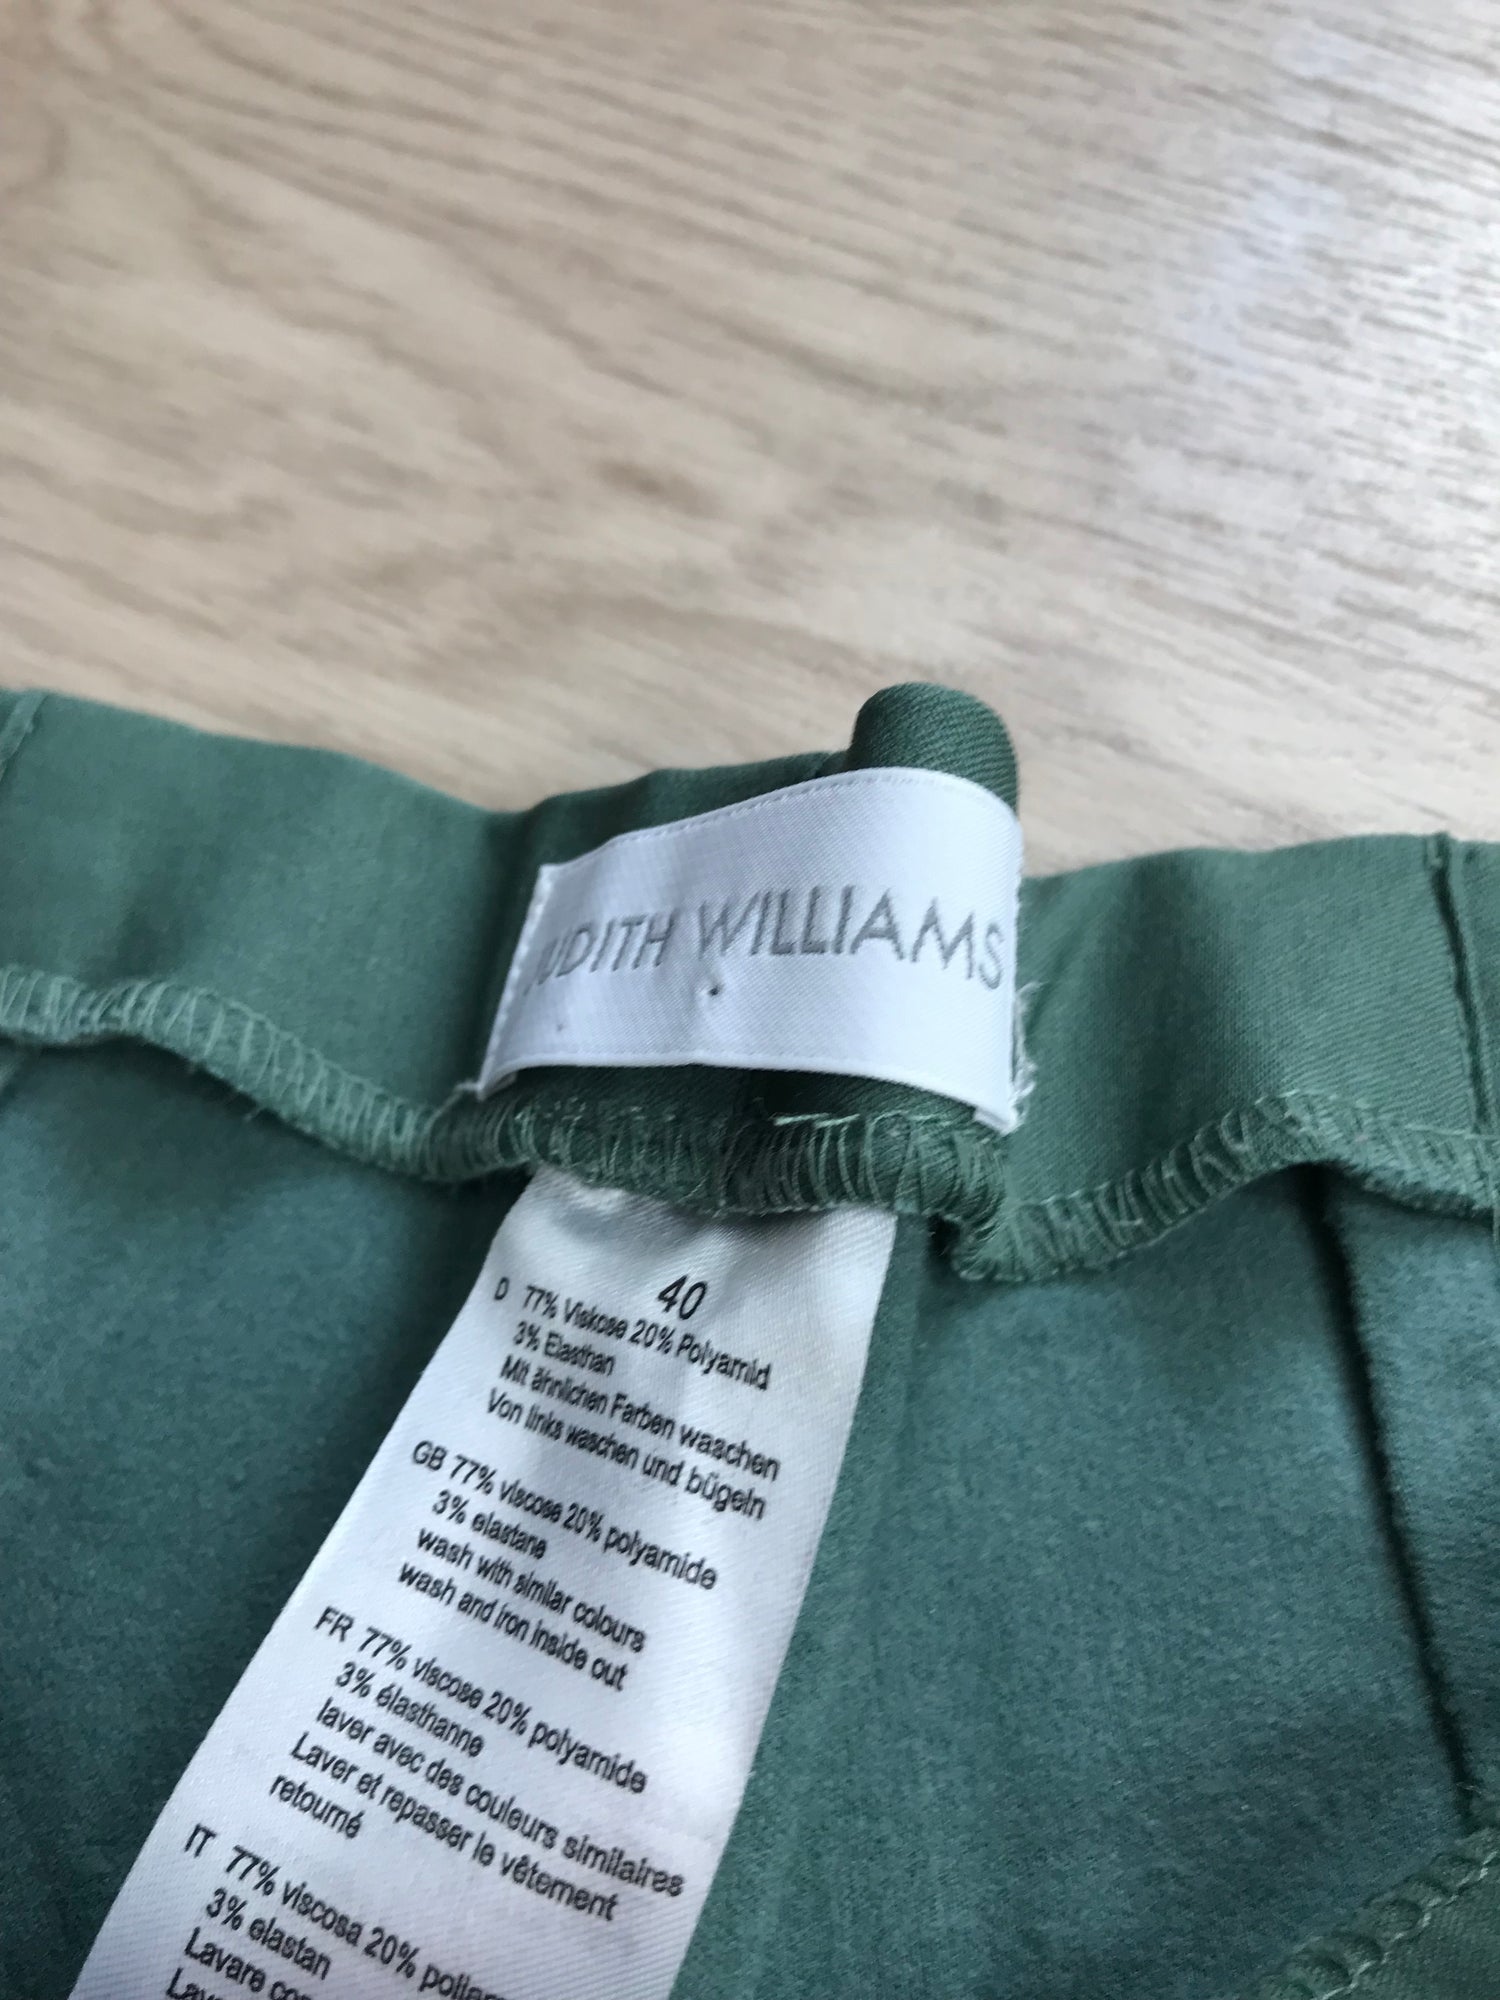 JUDITH WILLIAMS
40
D 77% Viskose 20% Polyamid
3% Elasthan
Mit ähnlichen Farben waschen
Von links waschen und bügeln
GB 77% viscose 20% polyamide
3% elastane
wash with similar colours
wash and iron inside out
FR 77% viscose 20% polyamide
3% élasthanne
laver avec des couleurs similaires
Laver et repasser le vêtement
retourné
IT 77% viscosa 20%
3% elastan
Lavare